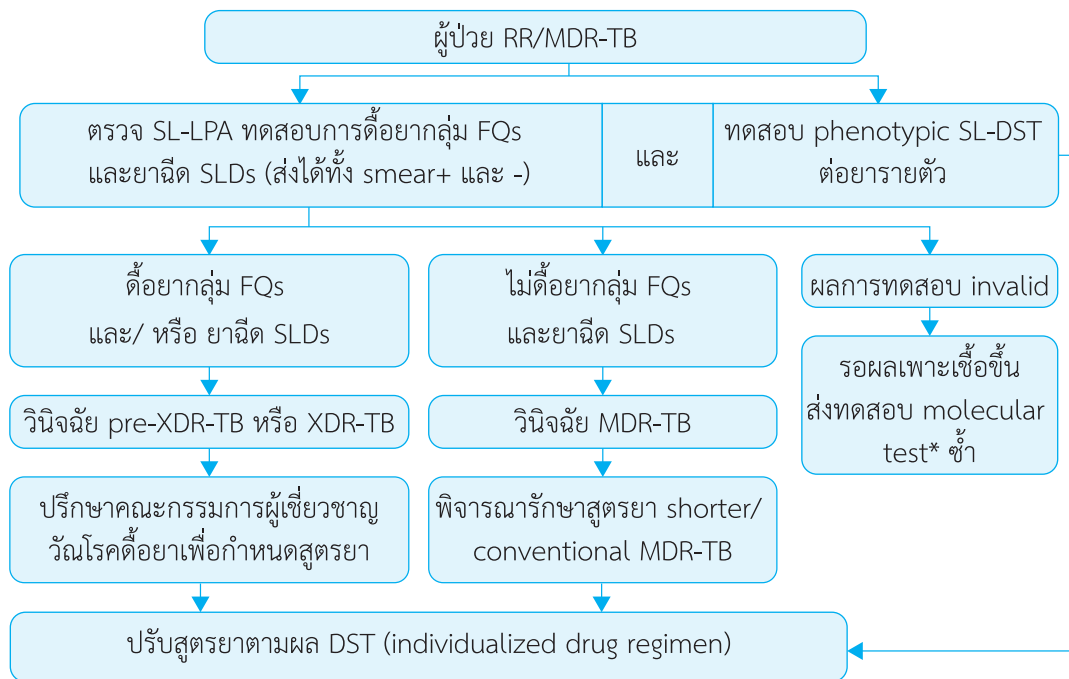 ผู้ป่วย RR/MDR-TB
ตรวจ SL-LPA ทดสอบการดื้อยากลุ่ม FQs
และยาฉีด SLDs (ส่งได้ทั้ง smear+ และ -)
และ
ทดสอบ phenotypic SL-DST
ต่อยารายตัว
ดื้อยากลุ่ม FQs
และ/ หรือ ยาฉีด SLDs
ไม่ดื้อยากลุ่ม FQs
และยาฉีด SLDs
ผลการทดสอบ invalid
รอผลเพาะเชื้อขึ้น
ส่งทดสอบ molecular
test* ซ้ำ
วินิจฉัย pre-XDR-TB หรือ XDR-TB
วินิจฉัย MDR-TB
ปรึกษาคณะกรรมการผู้เชี่ยวชาญ
วัณโรคดื้อยาเพื่อกำหนดสูตรยา
พิจารณารักษาสูตรยา shorter/
conventional MDR-TB
ปรับสูตรยาตามผล DST (individualized drug regimen)